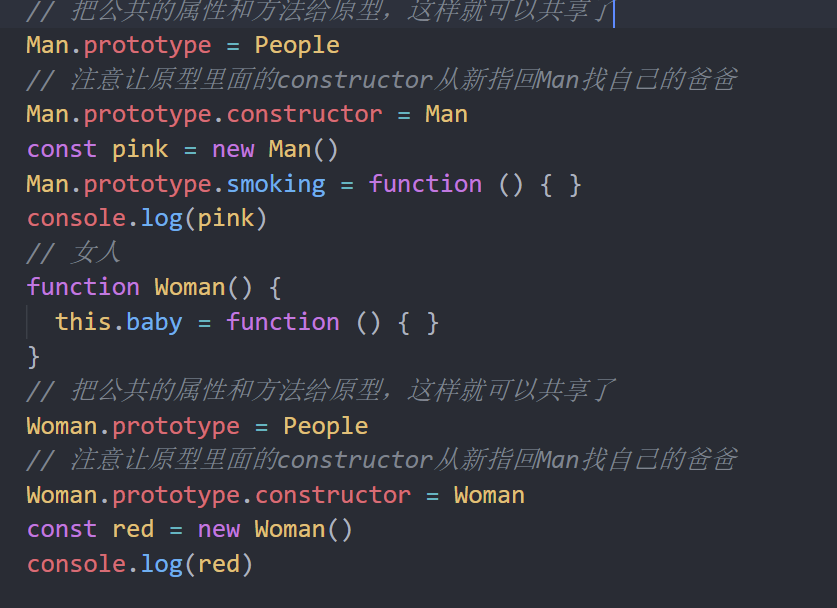 // 把公共的属性和方法给原型，这样就可以共享了
Man.prototype = People
// 注意让原型里面的constructor从新指回Man找自己的爸爸
Man.prototype.constructor = Man
const pink = new Man()
Man.prototype.smoking = function () { }
console.log(pink)
// 女人
function Woman() {
  this.baby = function () { }
}
// 把公共的属性和方法给原型，这样就可以共享了
Woman.prototype = People
// 注意让原型里面的constructor从新指回Man找自己的爸爸
Woman.prototype.constructor = Woman
const red = new Woman()
console.log(red)